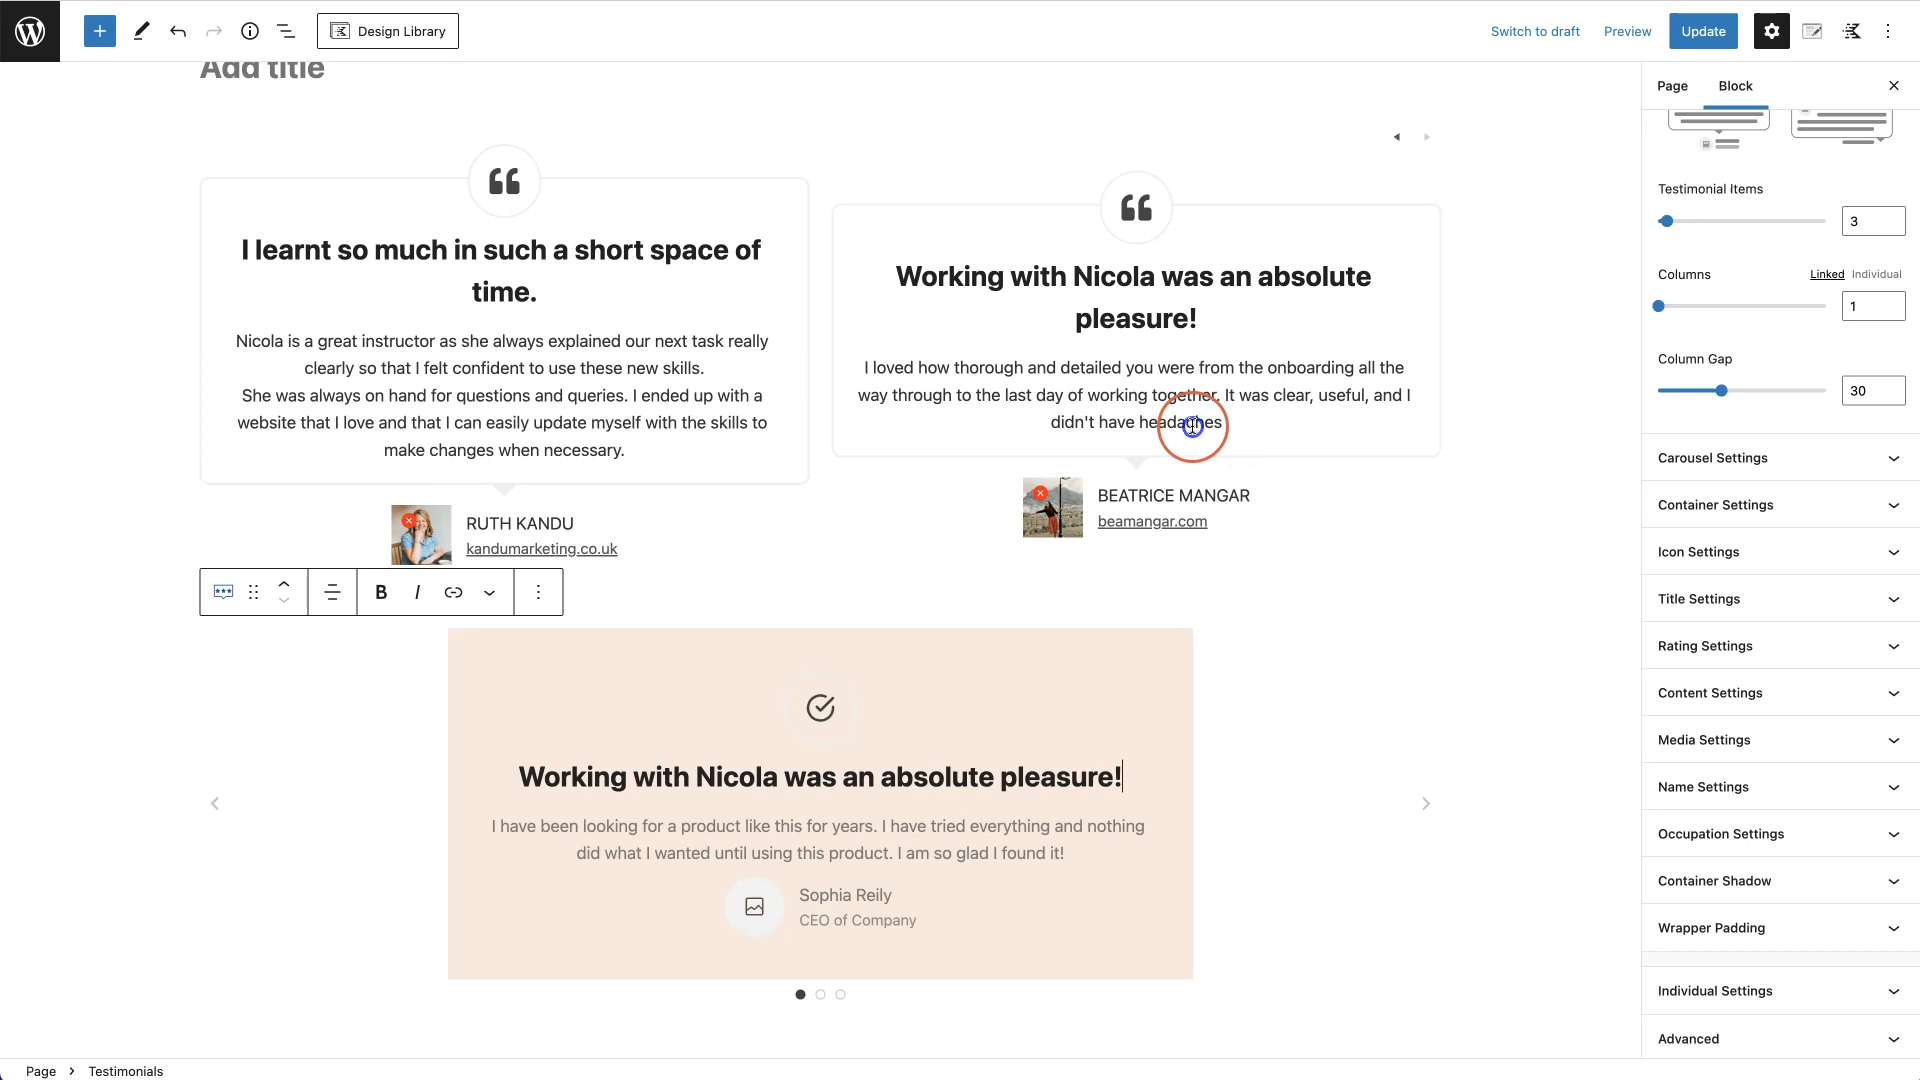 Design Library
Switch to draft
Preview
Update
Add title
Page
Block
I learnt so much in such a short space of
time.
Nicola is a great instructor as she always explained our next task really
clearly so that I felt confident to use these new skills.
She was always on hand for questions and queries. I ended up with a
website that I love and that I can easily update myself with the skills to
make changes when necessary.
RUTH KANDU
kandumarketing.co.uk
Working with Nicola was an absolute
pleasure!
I loved how thorough and detailed you were from the onboarding all the
way through to the last day of working together. It was clear, useful, and I
didn't have headaches
BEATRICE MANGAR
beamangar.com
B I
Working with Nicola was an absolute pleasure!
I have been looking for a product like this for years. I have tried everything and nothing
did what I wanted until using this product. I am so glad I found it!
Sophia Reily
CEO of Company
Testimonial Items
3
Columns
Linked Individual
1
Column Gap
30
Carousel Settings
Container Settings
Icon Settings
Title Settings
Rating Settings
Content Settings
Media Settings
Name Settings
Occupation Settings
Container Shadow
Wrapper Padding
Individual Settings
Advanced
Page > Testimonials